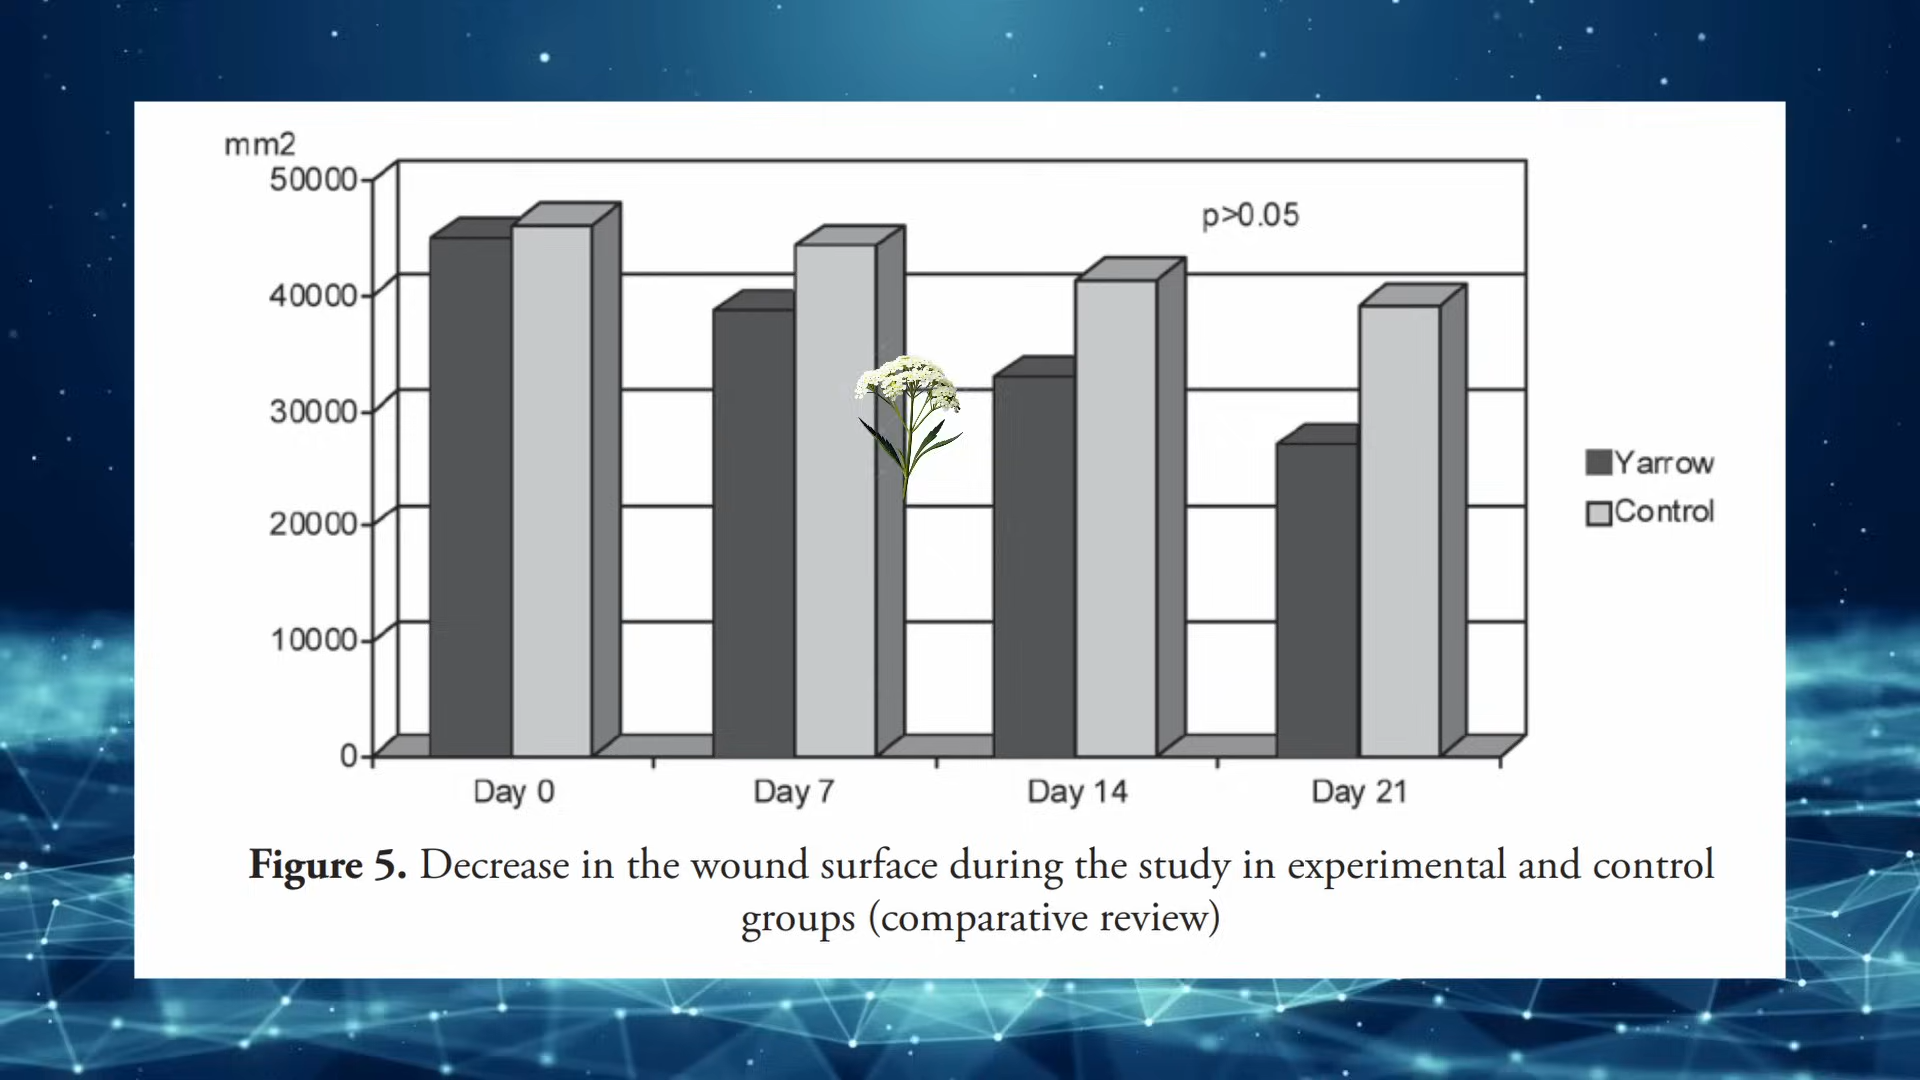 mm2
50000
p>0.05
40000
30000
Yarrow
Control
20000
10000
0
Day 0 Day 7 Day 14 Day 21
Figure 5. Decrease in the wound surface during the study in experimental and control
groups (comparative review)